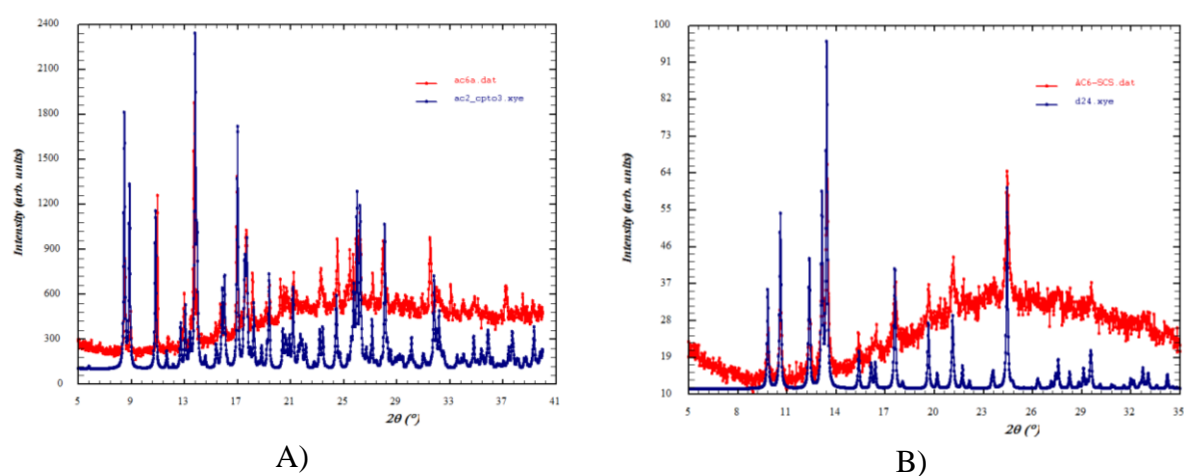 2400
2100
1800
1500
1200
900
600
300
0
5 9 13 17 21 25 29 33 37 41
Intensity (arb. units)
2θ (°)
ac6a.dat
ac2_cpto3.xye
A)
100
91
82
73
64
55
46
37
28
19
10
5 8 11 14 17 20 23 26 29 32 35
Intensity (arb. units)
2θ (°)
AC6-SCS.dat
d24.xye
B)